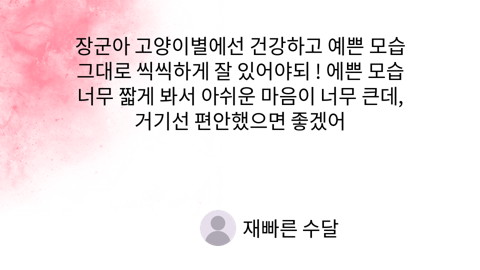 장군아 고양이별에선 건강하고 예쁜 모습
그대로 씩씩하게 잘 있어야되 ! 에쁜 모습
너무 짧게 봐서 아쉬운 마음이 너무 큰데,
거기선 편안했으면 좋겠어
재빠른 수달